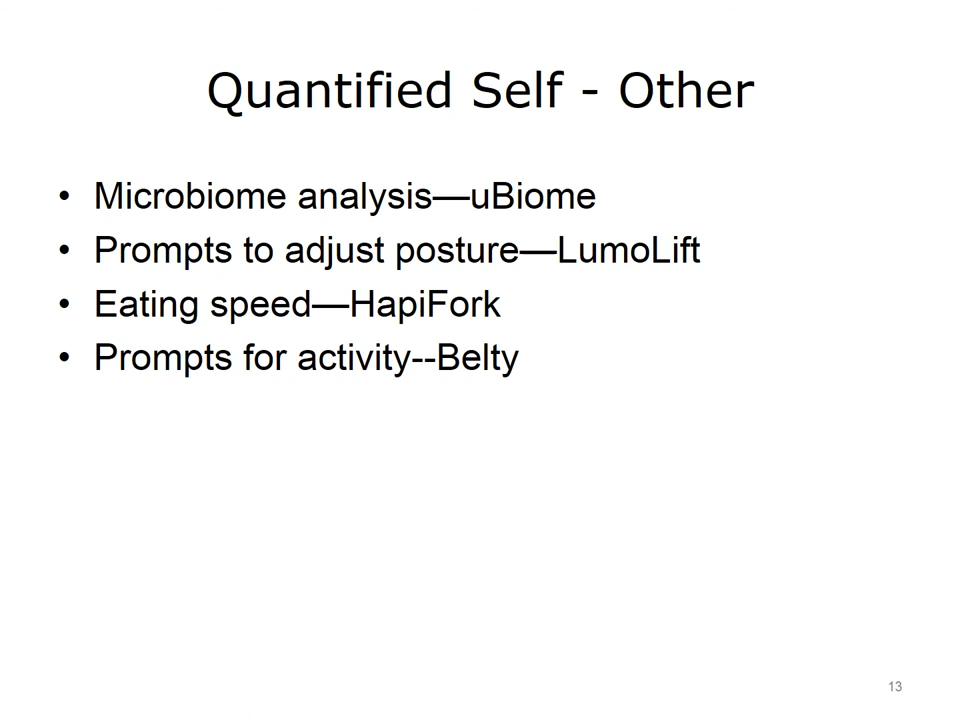 Quantified Self - Other
• Microbiome analysis—uBiome
• Prompts to adjust posture—LumoLift
• Eating speed—HapiFork
• Prompts for activity--Belty
13